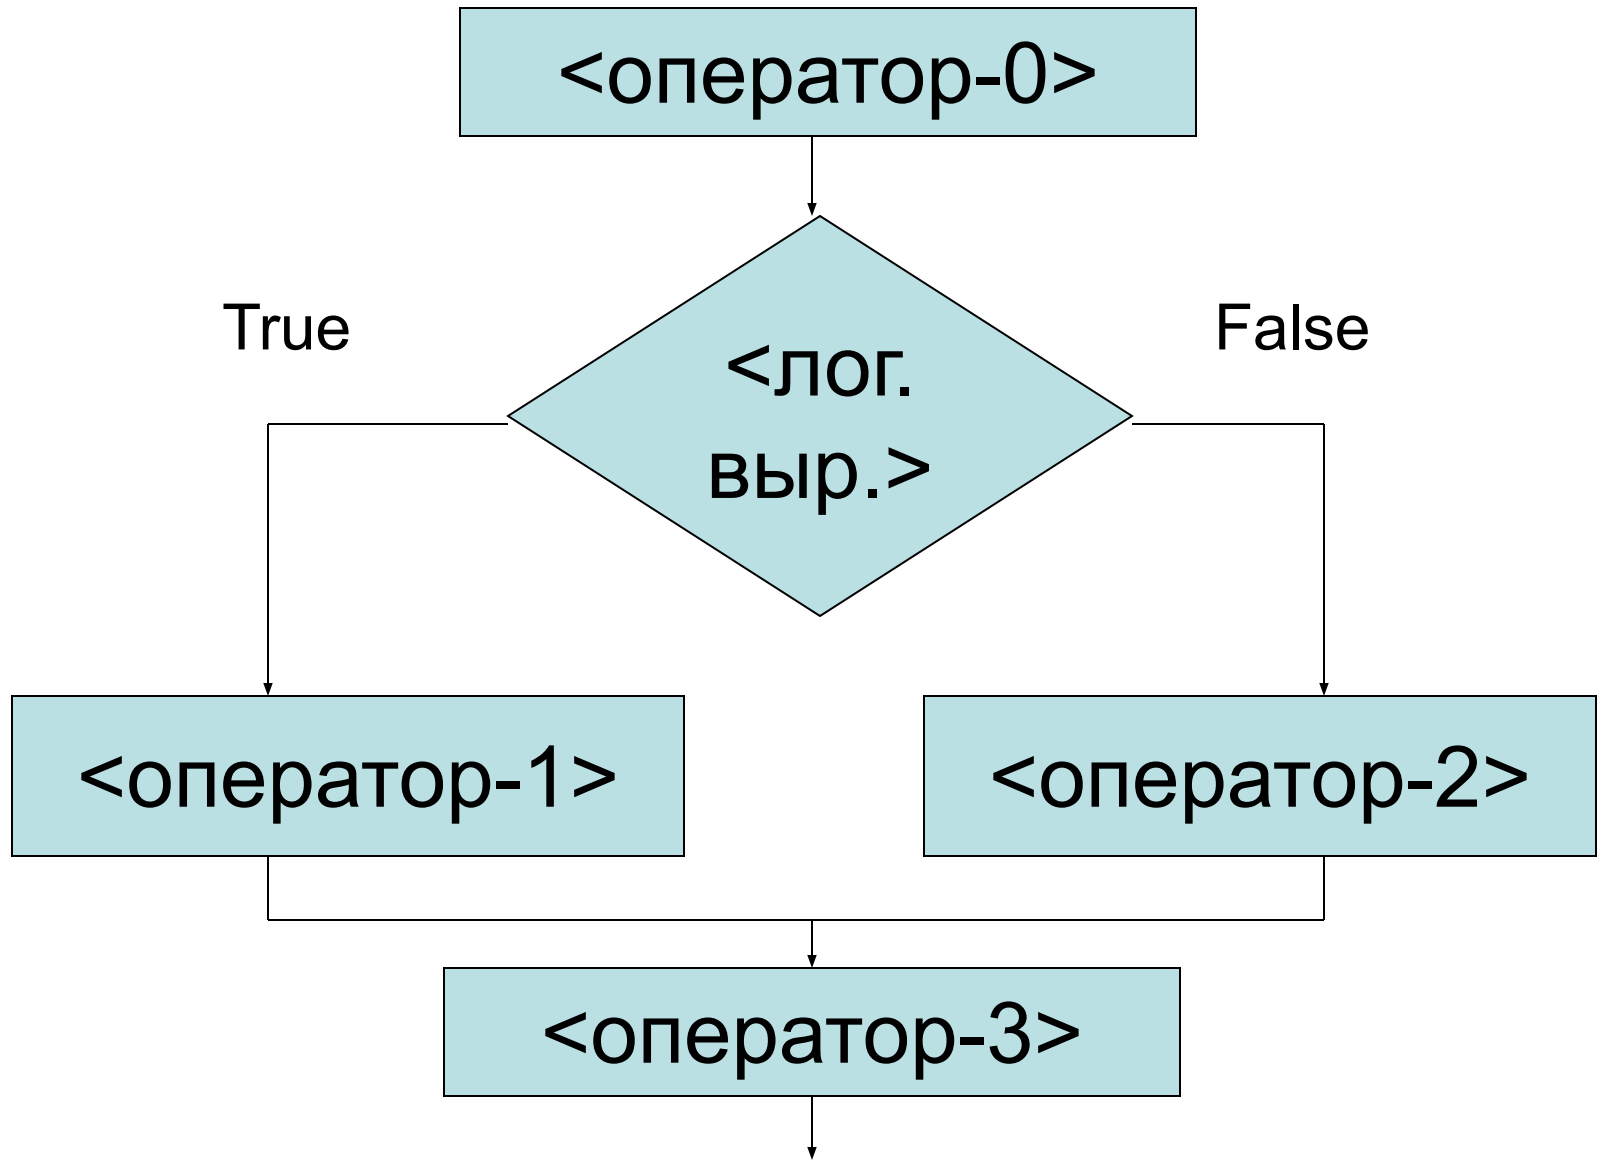 <оператор-0>
True
False
<лог.
выр.>
<оператор-1>
<оператор-2>
<оператор-3>